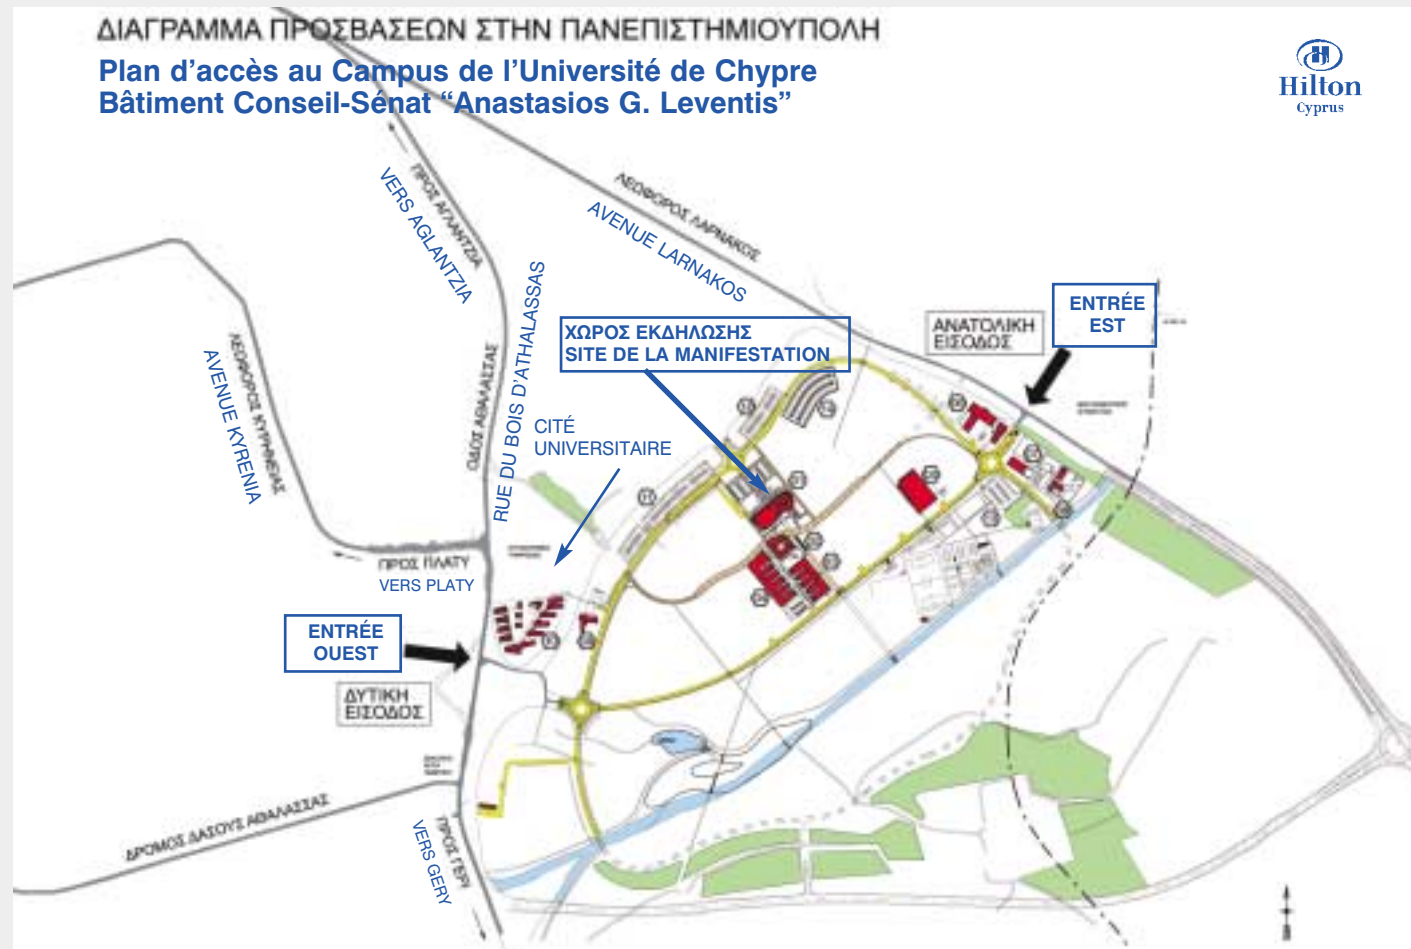 ΔΙΑΓΡΑΜΜΑ ΠΡΟΣΒΑΣΕΩΝ ΣΤΗΝ ΠΑΝΕΠΙΣΤΗΜΙΟΥΠΟΛΗ
Plan d’accès au Campus de l’Université de Chypre
Bâtiment Conseil-Sénat “Anastasios G. Leventis”
Hilton
Cyprus
ΠΡΟΣ ΑΓΛΑΝΤΖΙΑ
VERS AGLANTZIA
ΛΕΩΦΟΡΟΣ ΛΑΡΝΑΚΟΣ
AVENUE LARNAKOS
ENTRÉE
EST
ΑΝΑΤΟΛΙΚΗ
ΕΙΣΟΔΟΣ
ΧΩΡΟΣ ΕΚΔΗΛΩΣΗΣ
SITE DE LA MANIFESTATION
ΛΕΩΦΟΡΟΣ ΚΥΡΗΝΕΙΑΣ
AVENUE KYRENIA
ΟΔΟΣ ΑΘΑΛΑΣΣΑΣ
RUE DU BOIS D’ATHALASSAS
CITÉ
UNIVERSITAIRE
ΠΡΟΣ ΠΛΑΤΥ
VERS PLATY
ENTRÉE
OUEST
ΔΥΤΙΚΗ
ΕΙΣΟΔΟΣ
ΔΡΟΜΟΣ ΔΑΣΟΥΣ ΑΘΑΛΑΣΣΑΣ
ΠΡΟΣ ΓΕΡΙ
VERS GERY